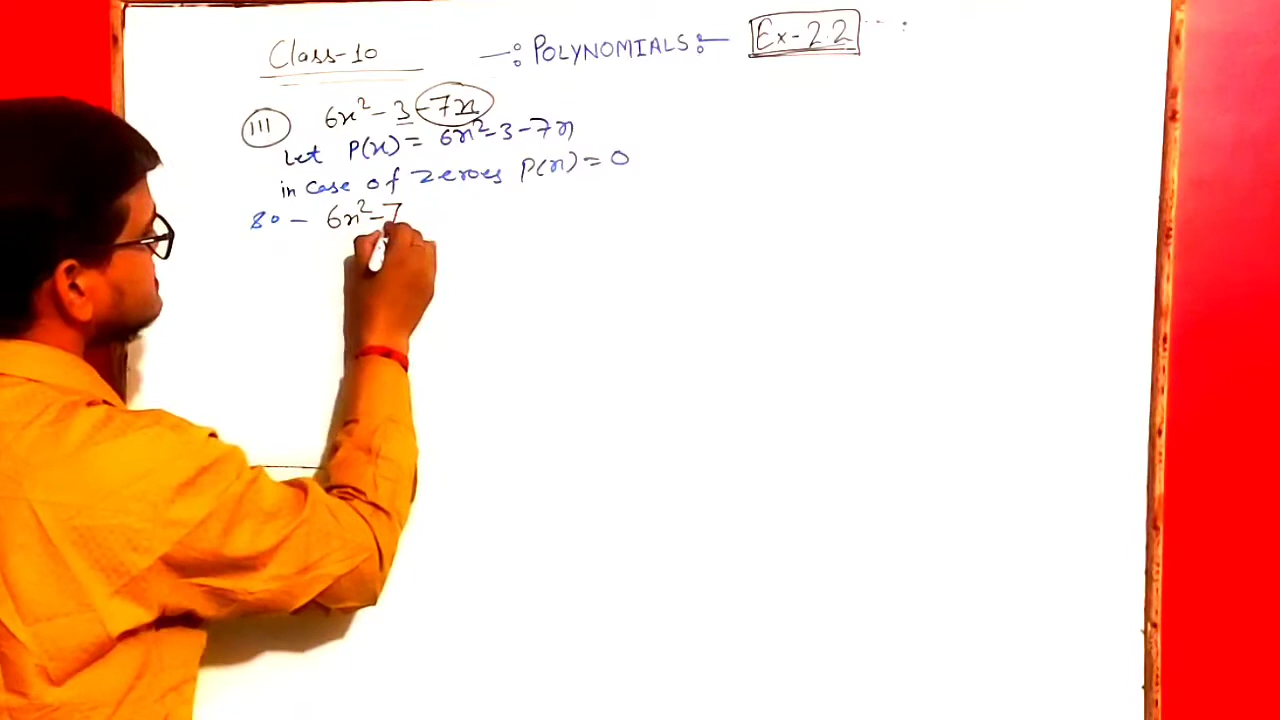 Class-10 —: POLYNOMIALS :— Ex-2.2
III 6x² - 3 - 7x
Let P(x) = 6x² - 3 - 7x
in case of zeroes P(x) = 0
So — 6x² - 7